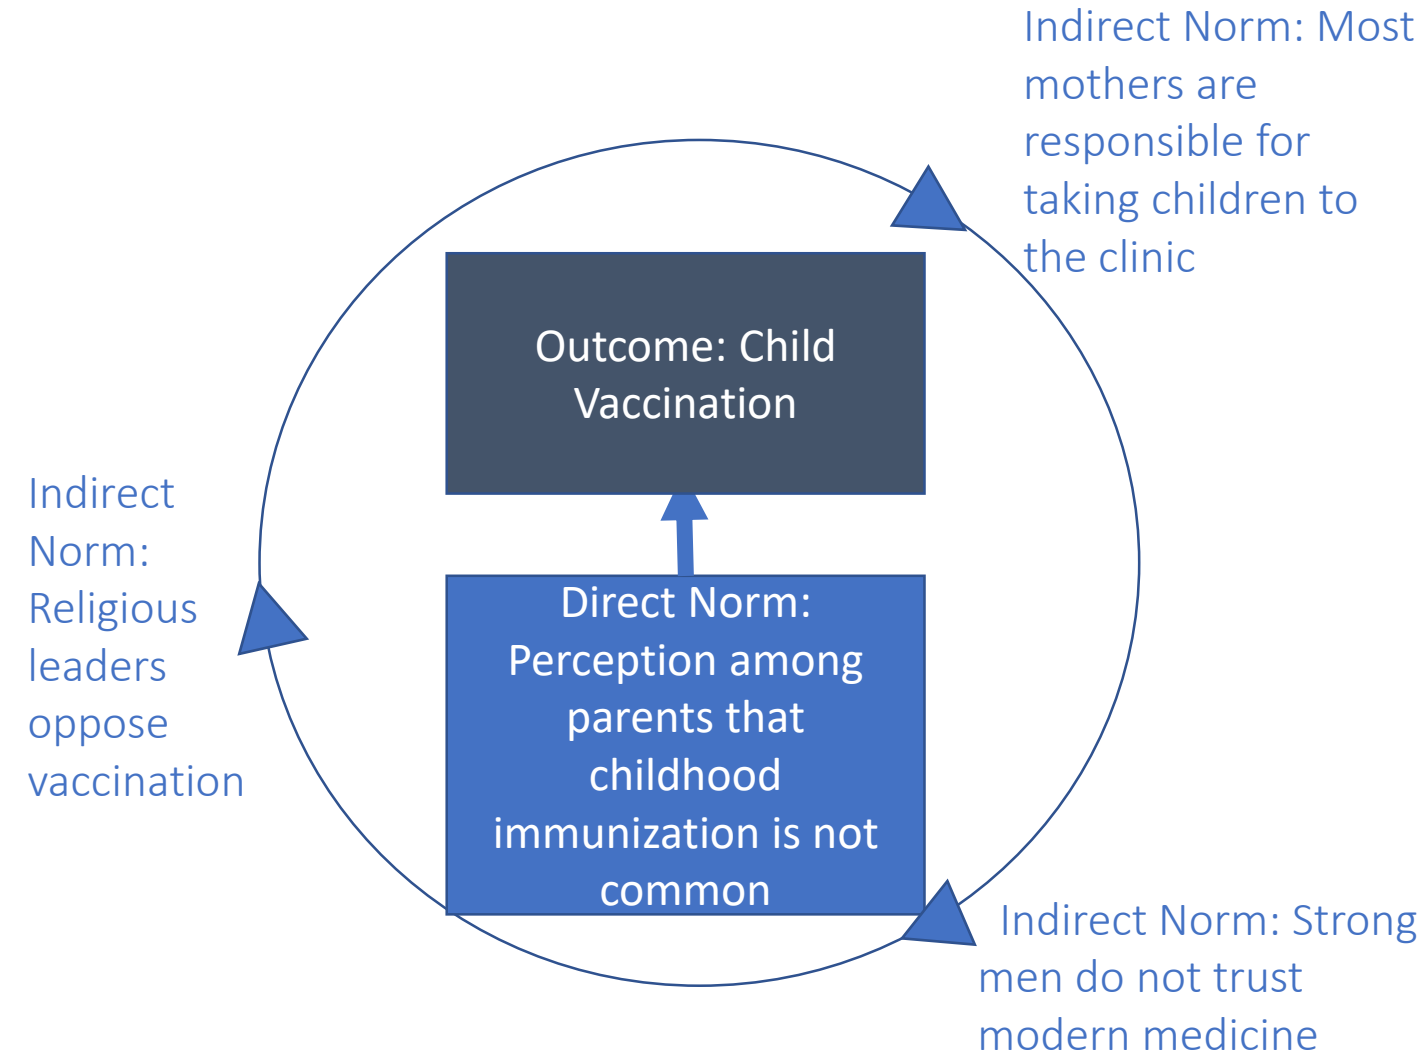 Indirect Norm: Most
mothers are
responsible for
taking children to
the clinic
Outcome: Child
Vaccination
Indirect
Norm:
Religious
leaders
oppose
vaccination
Direct Norm:
Perception among
parents that
childhood
immunization is not
common
Indirect Norm: Strong
men do not trust
modern medicine